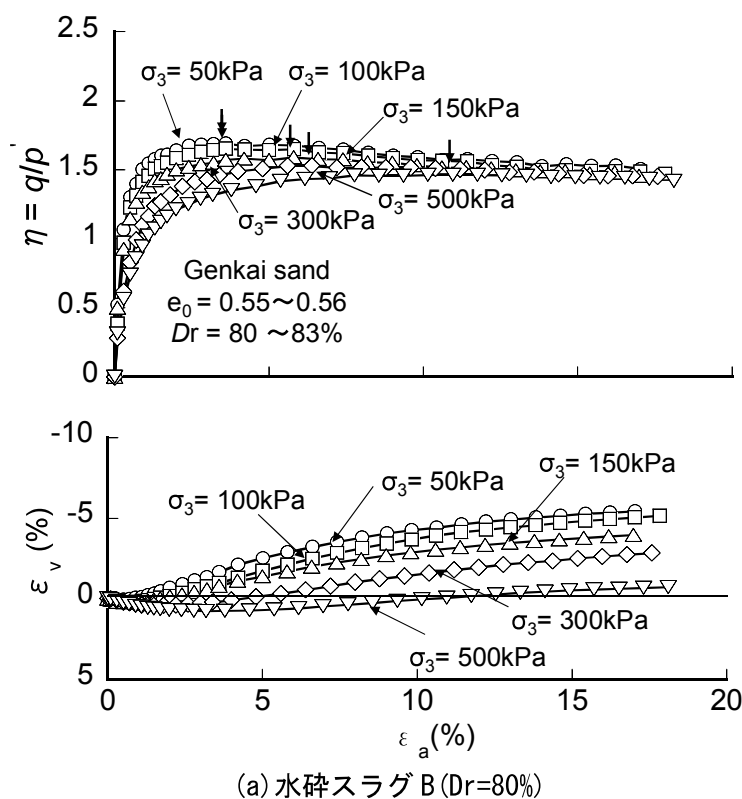 2.5
2
1.5
1
0.5
0
η = q/p'
σ3= 50kPa
σ3= 100kPa
σ3= 150kPa
σ3= 500kPa
σ3= 300kPa
Genkai sand
e0 = 0.55～0.56
Dr = 80 ～83%
-10
-5
0
5
εv (%)
σ3= 150kPa
σ3= 50kPa
σ3= 100kPa
σ3= 300kPa
σ3= 500kPa
0 5 10 15 20
εa(%)
(a) 水砕スラグ B(Dr=80%)